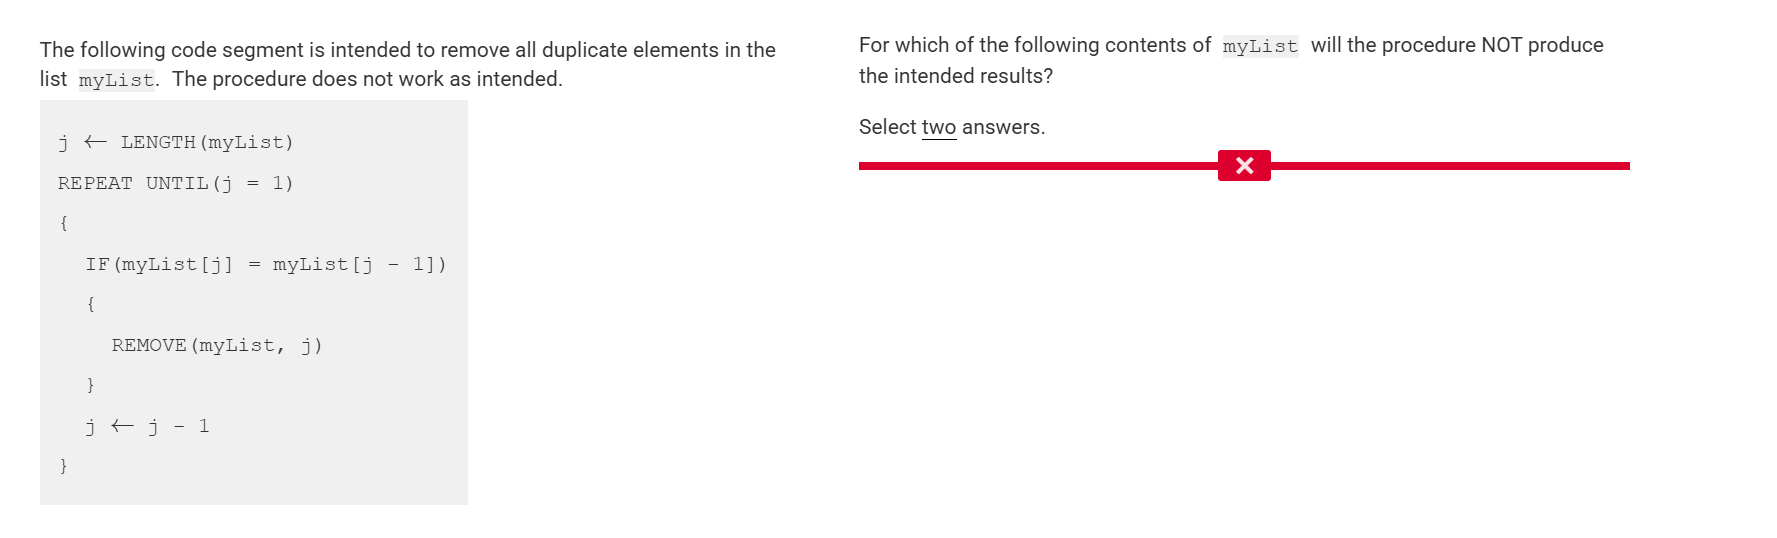 The following code segment is intended to remove all duplicate elements in the
list myList. The procedure does not work as intended.
j ← LENGTH(myList)
REPEAT UNTIL(j = 1)
{
IF(myList[j] = myList[j - 1])
{
REMOVE(myList, j)
}
j ← j - 1
}
For which of the following contents of myList will the procedure NOT produce
the intended results?
Select two answers.